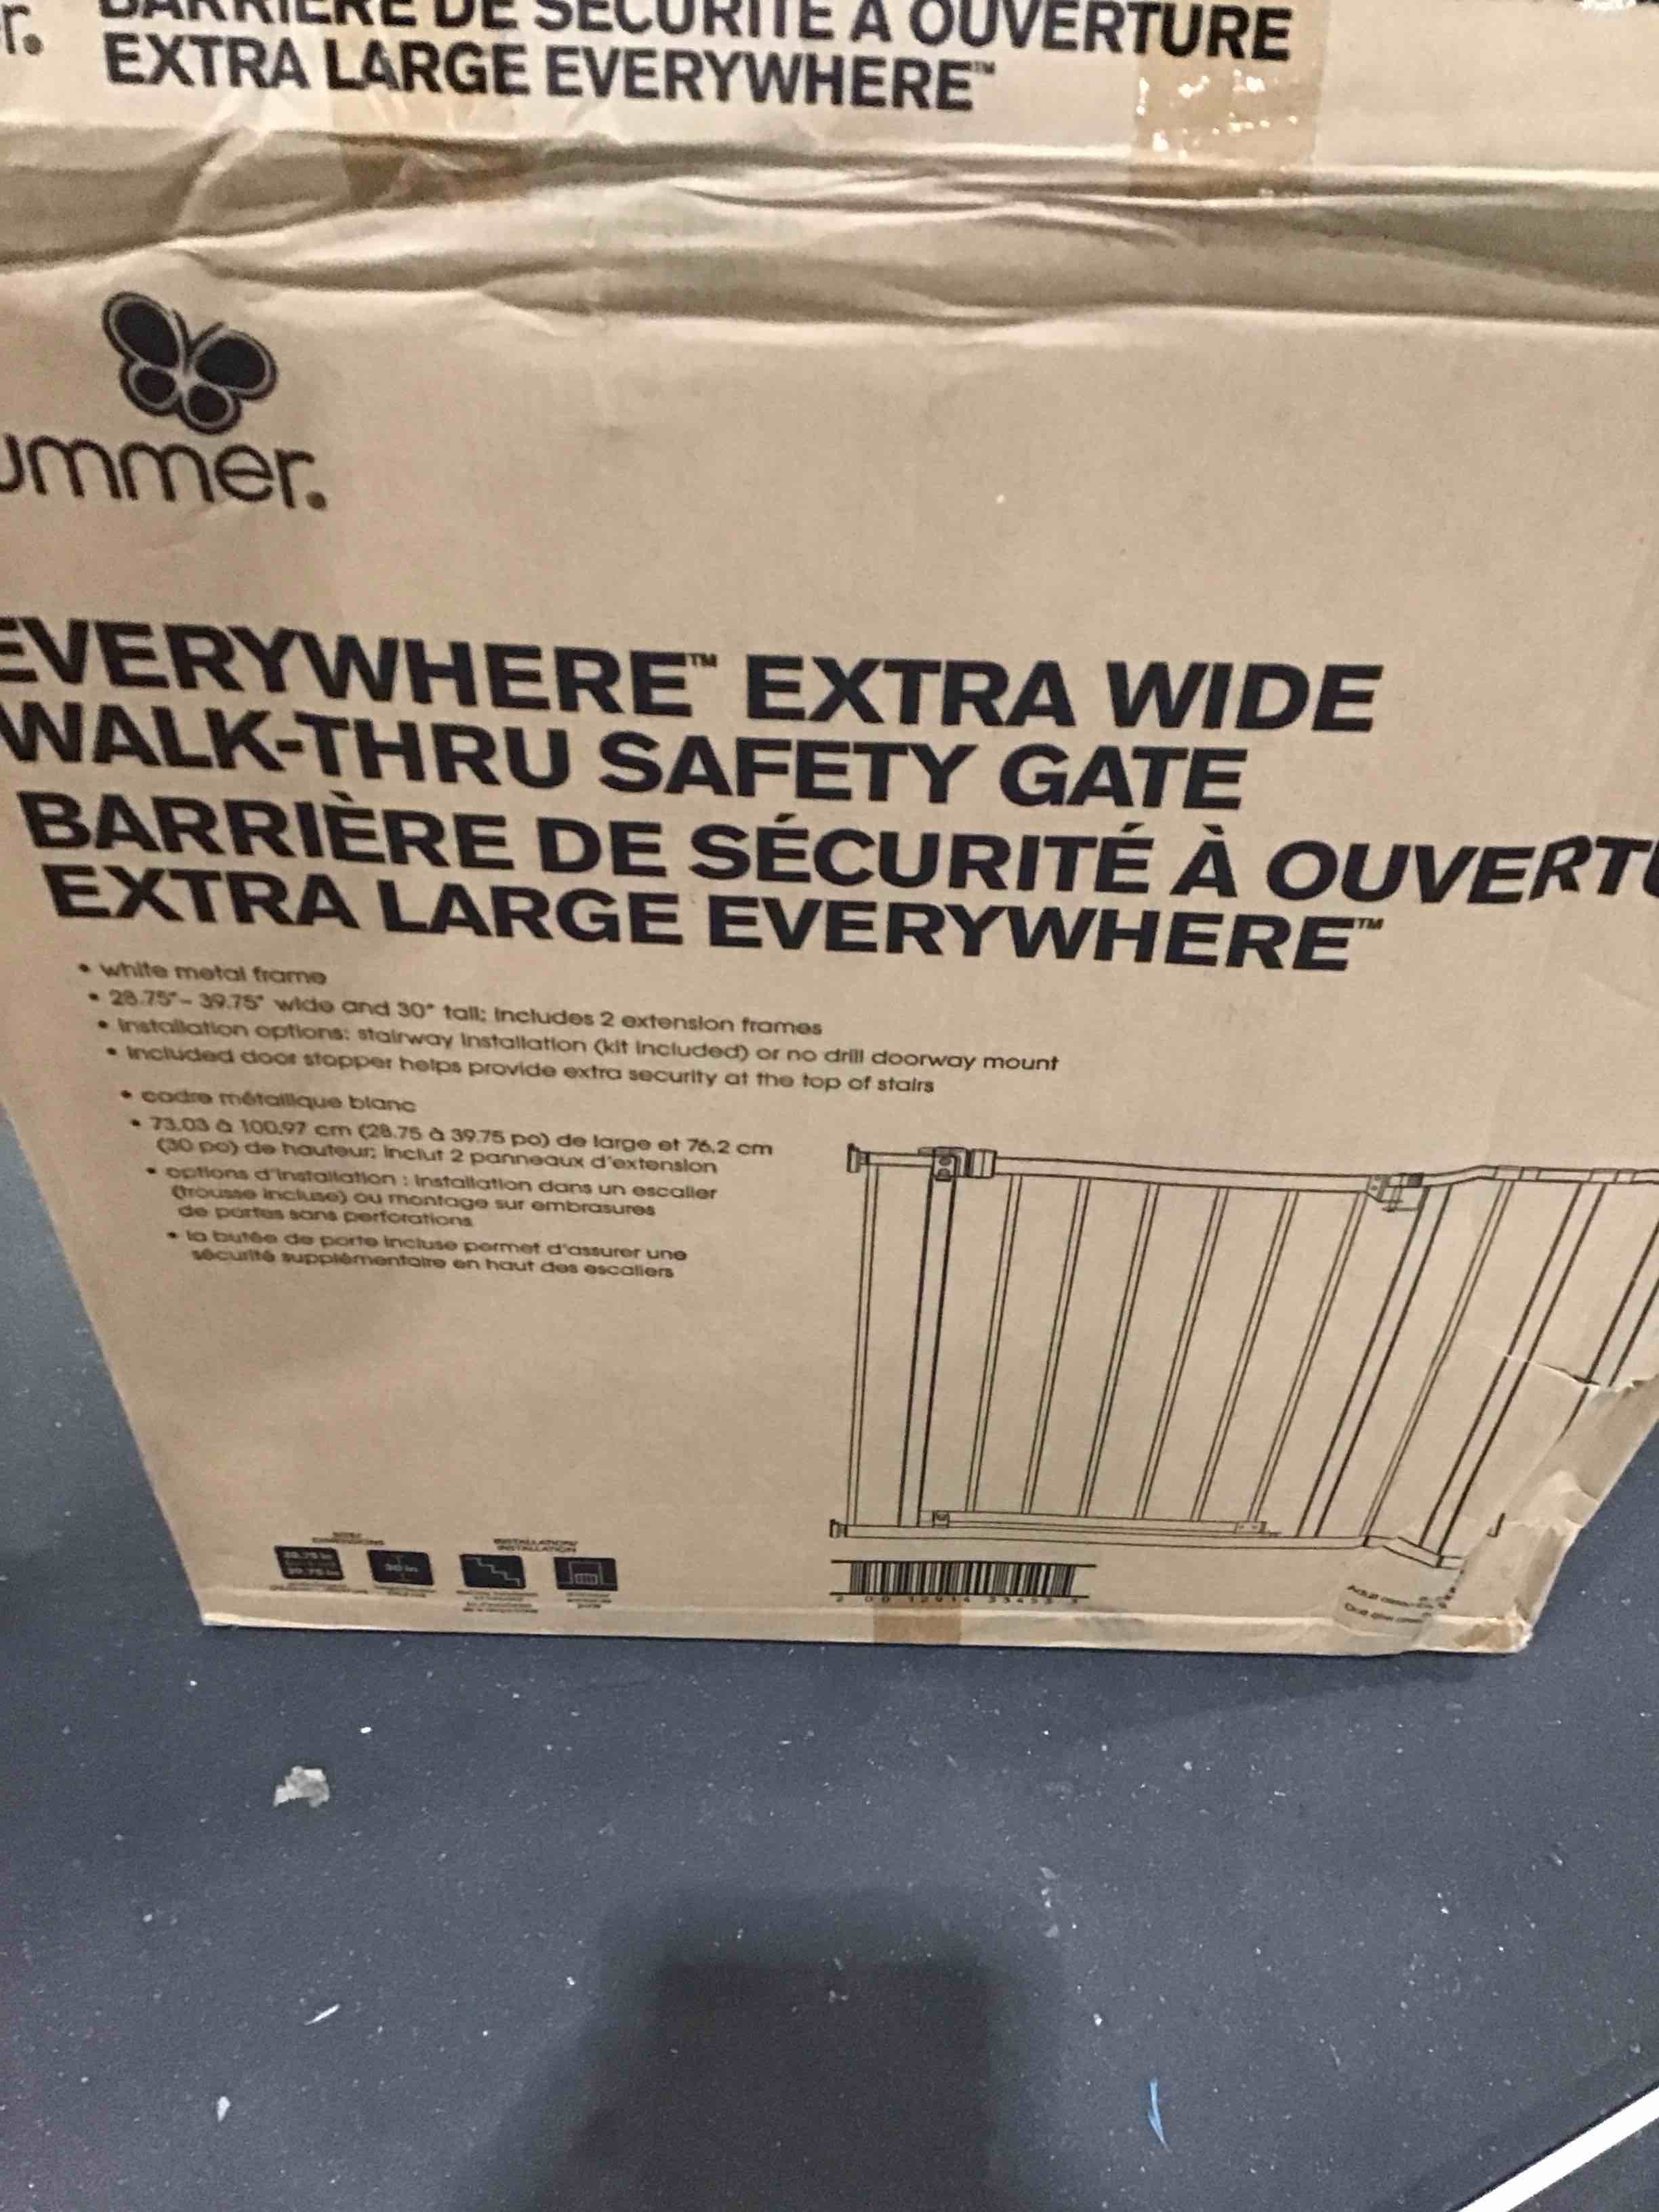 r.
BARRIÈRE DE SÉCURITÉ À OUVERTURE
EXTRA LARGE EVERYWHERE™
ummer.
EVERYWHERE™ EXTRA WIDE
WALK-THRU SAFETY GATE
BARRIÈRE DE SÉCURITÉ À OUVERTU
EXTRA LARGE EVERYWHERE™
• white metal frame
• 28.75"- 39.75" wide and 30" tall; includes 2 extension frames
• installation options: stairway installation (kit included) or no drill doorway mount
• included door stopper helps provide extra security at the top of stairs
• cadre métallique blanc
• 73.03 à 100.97 cm (28.75 à 39.75 po) de large et 76.2 cm
(30 po) de hauteur; inclut 2 panneaux d'extension
• options d'installation : installation dans un escalier
(trousse incluse) ou montage sur embrasures
de portes sans perforations
• la butée de porte incluse permet d'assurer une
sécurité supplémentaire en haut des escaliers
INSTALLATION/
INSTALLATION
30 in